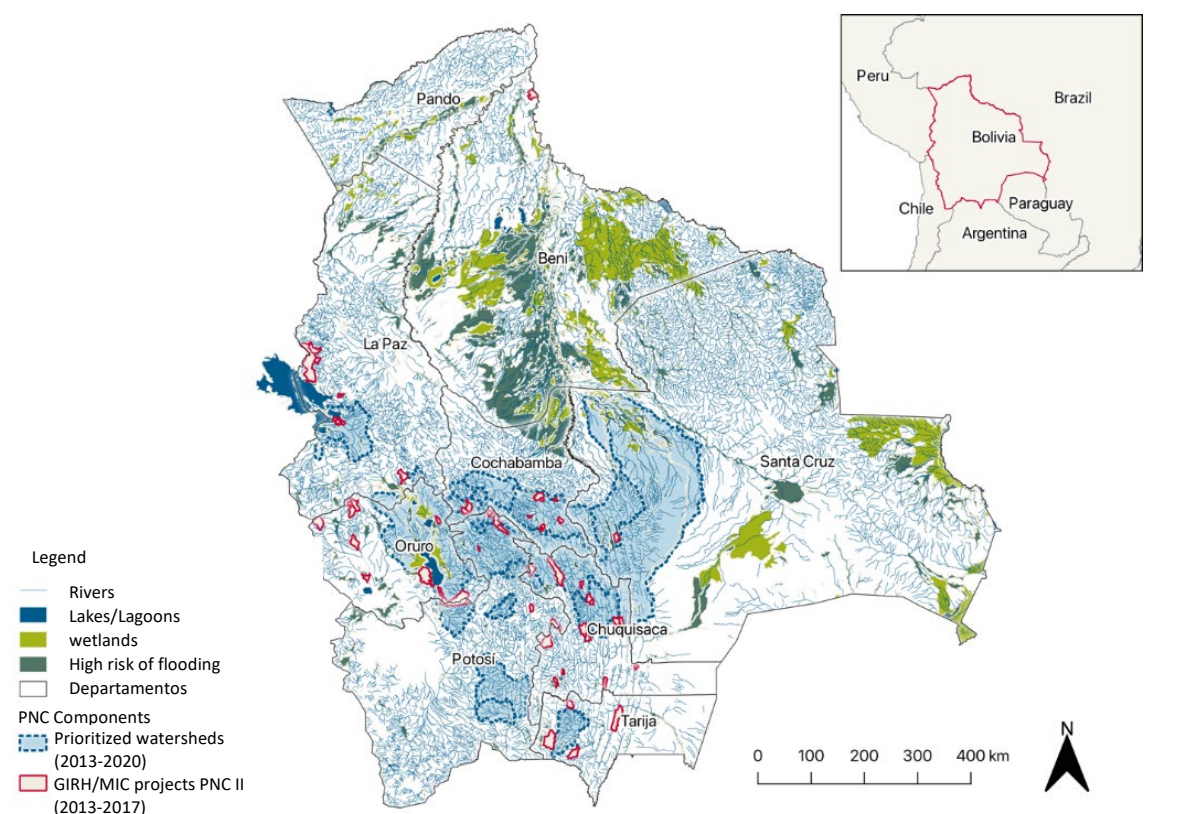 Pando
Beni
La Paz
Cochabamba
Santa Cruz
Oruro
Chuquisaca
Potosí
Tarija
Peru
Brazil
Bolivia
Chile
Paraguay
Argentina
Legend
Rivers
Lakes/Lagoons
wetlands
High risk of flooding
Departamentos
PNC Components
Prioritized watersheds
(2013-2020)
GIRH/MIC projects PNC II
(2013-2017)
0 100 200 300 400 km
N